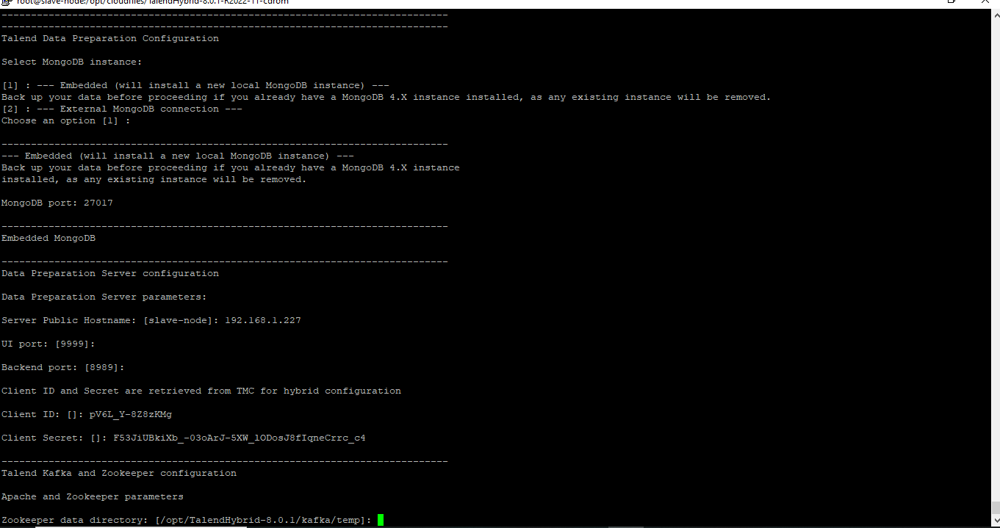 root@slave-node:/opt/cloudfiles/TalendHybrid-8.0.1-R2022-11-cdrom
-------------------------------------------------------------------------------
-------------------------------------------------------------------------------
Talend Data Preparation Configuration
Select MongoDB instance:
[1] : --- Embedded (will install a new local MongoDB instance) ---
Back up your data before proceeding if you already have a MongoDB 4.X instance installed, as any existing instance will be removed.
[2] : --- External MongoDB connection ---
Choose an option [1] :
-------------------------------------------------------------------------------
--- Embedded (will install a new local MongoDB instance) ---
Back up your data before proceeding if you already have a MongoDB 4.X instance
installed, as any existing instance will be removed.
MongoDB port: 27017
-------------------------------------------------------------------------------
Embedded MongoDB
-------------------------------------------------------------------------------
Data Preparation Server configuration
Data Preparation Server parameters:
Server Public Hostname: [slave-node]: 192.168.1.227
UI port: [9999]:
Backend port: [8989]:
Client ID and Secret are retrieved from TMC for hybrid configuration
Client ID: []: pV6L_Y-8Z8zKMg
Client Secret: []: F53JiUBkiXb_-03oArJ-5XW_lODosJ8fIqneCrrc_c4
-------------------------------------------------------------------------------
Talend Kafka and Zookeeper configuration
Apache and Zookeeper parameters
Zookeeper data directory: [/opt/TalendHybrid-8.0.1/kafka/temp]: